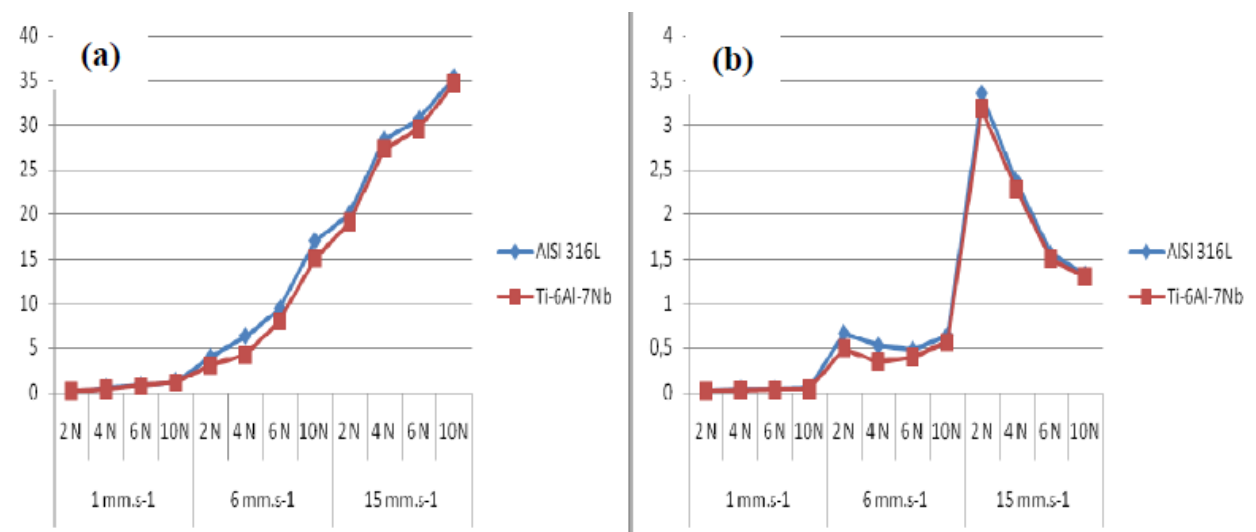 (a)
40
35
30
25
20
15
10
5
0
2 N 4 N 6 N 10N 2 N 4 N 6 N 10N 2 N 4 N 6 N 10N
1 mm.s-1 6 mm.s-1 15 mm.s-1
AISI 316L
Ti-6Al-7Nb
(b)
4
3,5
3
2,5
2
1,5
1
0,5
0
2 N 4 N 6 N 10N 2 N 4 N 6 N 10N 2 N 4 N 6 N 10N
1 mm.s-1 6 mm.s-1 15 mm.s-1
AISI 316L
Ti-6Al-7Nb